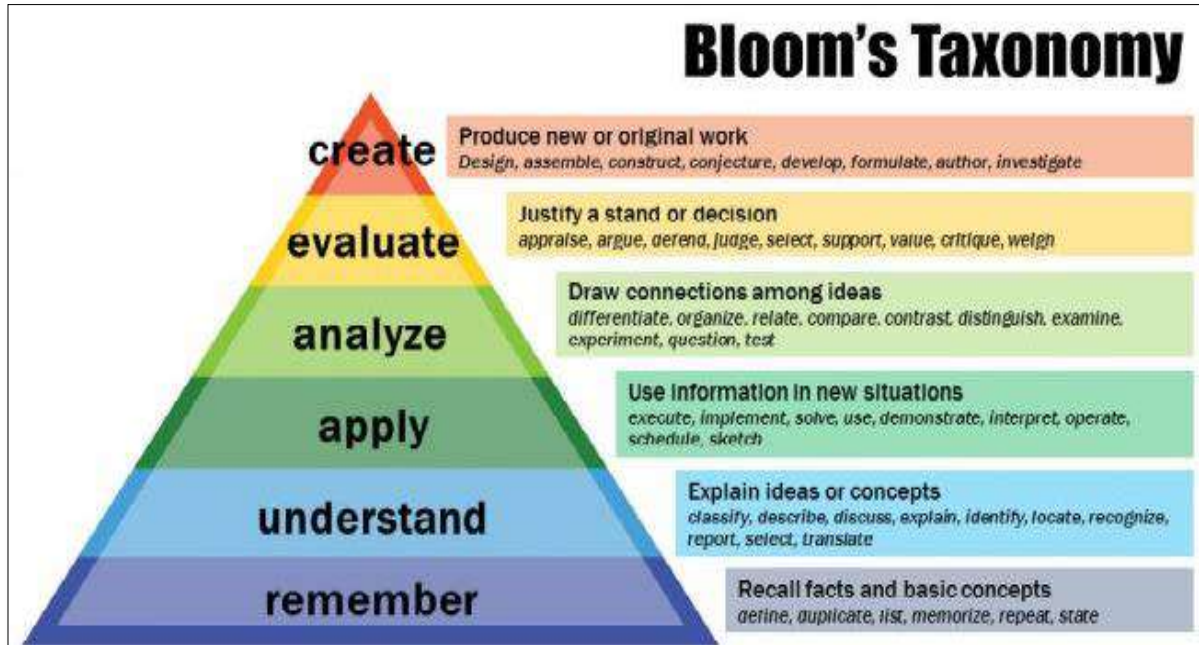 Bloom's Taxonomy
create
Produce new or original work
Design, assemble, construct, conjecture, develop, formulate, author, investigate
evaluate
Justify a stand or decision
appraise, argue, defend, judge, select, support, value, critique, weigh
analyze
Draw connections among ideas
differentiate, organize, relate, compare, contrast, distinguish, examine,
experiment, question, test
apply
Use information in new situations
execute, implement, solve, use, demonstrate, interpret, operate,
schedule, sketch
understand
Explain ideas or concepts
classify, describe, discuss, explain, identify, locate, recognize,
report, select, translate
remember
Recall facts and basic concepts
define, duplicate, list, memorize, repeat, state